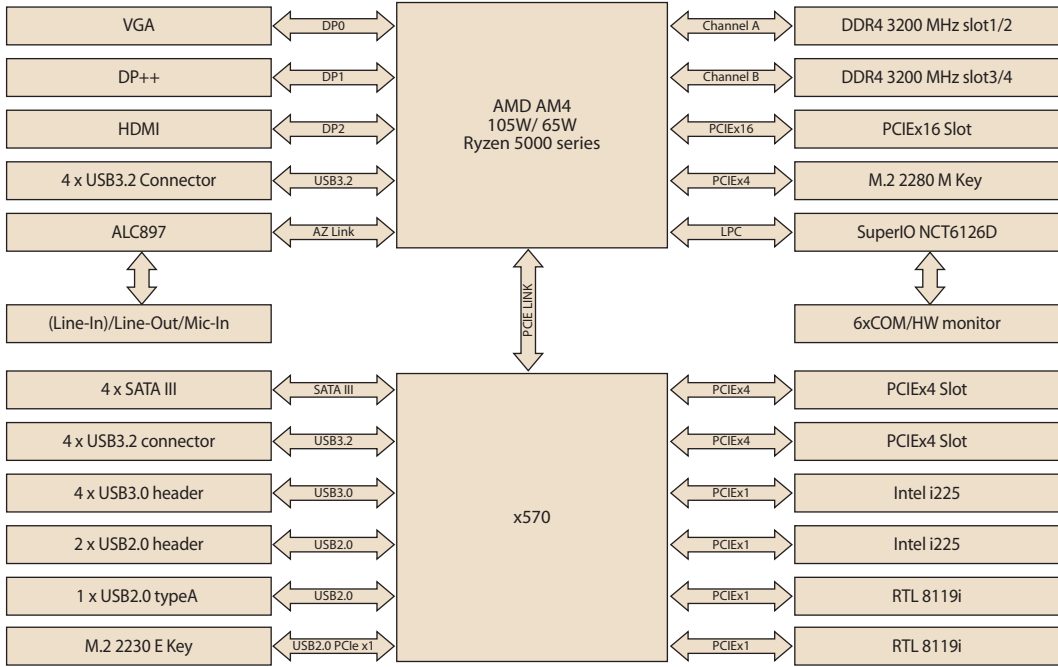 VGA
DP0
Channel A
DDR4 3200 MHz slot1/2
DP++
DP1
Channel B
DDR4 3200 MHz slot3/4
AMD AM4
105W/ 65W
Ryzen 5000 series
HDMI
DP2
PCIEx16
PCIEx16 Slot
4 x USB3.2 Connector
USB3.2
PCIEx4
M.2 2280 M Key
ALC897
AZ Link
LPC
SuperIO NCT6126D
(Line-In)/Line-Out/Mic-In
PCIE LINK
6xCOM/HW monitor
4 x SATA III
SATA III
PCIEx4
PCIEx4 Slot
4 x USB3.2 connector
USB3.2
PCIEx4
PCIEx4 Slot
4 x USB3.0 header
USB3.0
x570
PCIEx1
Intel i225
2 x USB2.0 header
USB2.0
PCIEx1
Intel i225
1 x USB2.0 typeA
USB2.0
PCIEx1
RTL 8119i
M.2 2230 E Key
USB2.0 PCIe x1
PCIEx1
RTL 8119i